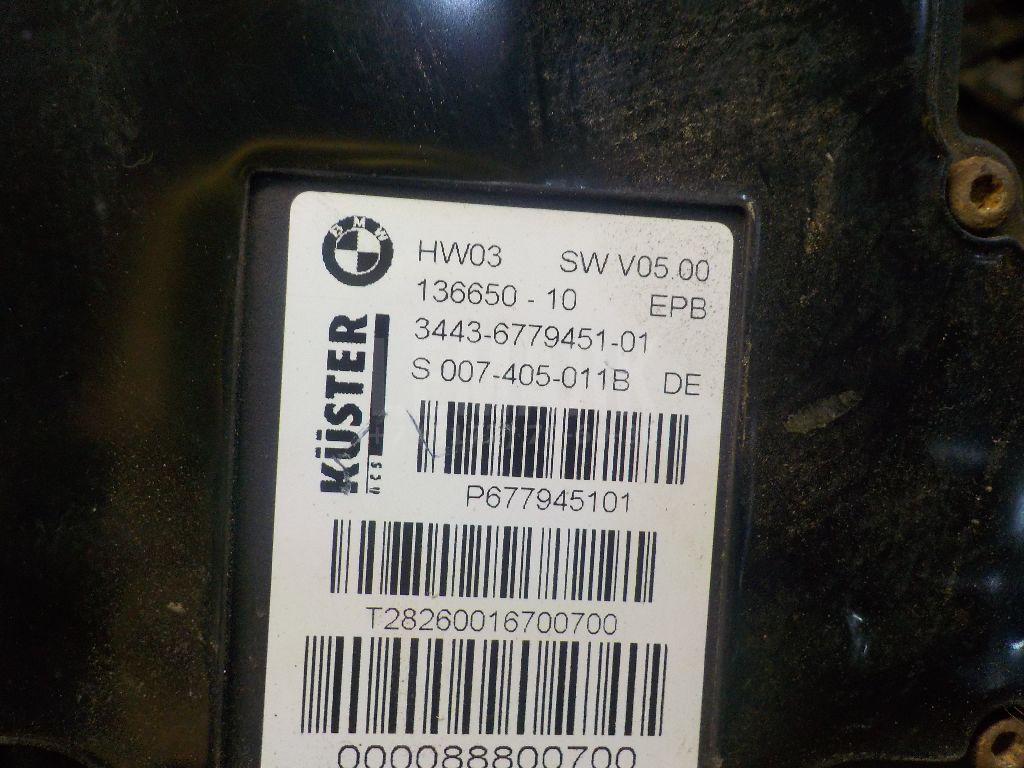 BMW
HW03 SW V05.00
136650 - 10 EPB
3443-6779451-01
S 007-405-011B DE
KÜSTER
acs
P677945101
T28260016700700
000088800700